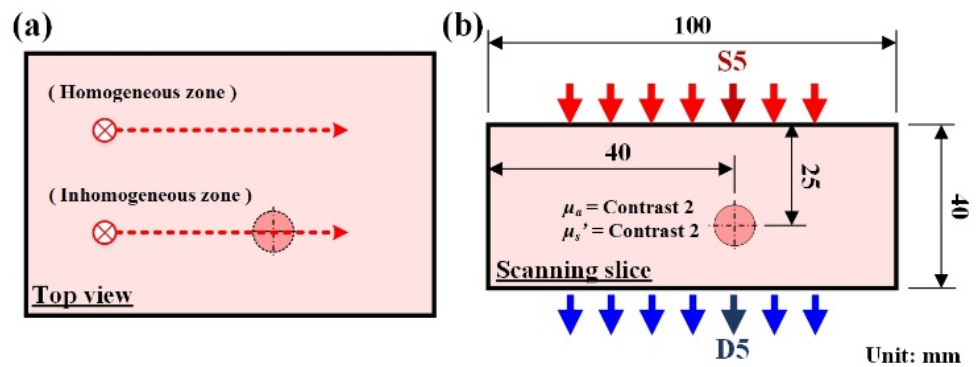 (a)
( Homogeneous zone )
( Inhomogeneous zone )
Top view
(b)
100
S5
40
25
40
μa = Contrast 2
μs’ = Contrast 2
Scanning slice
D5
Unit: mm